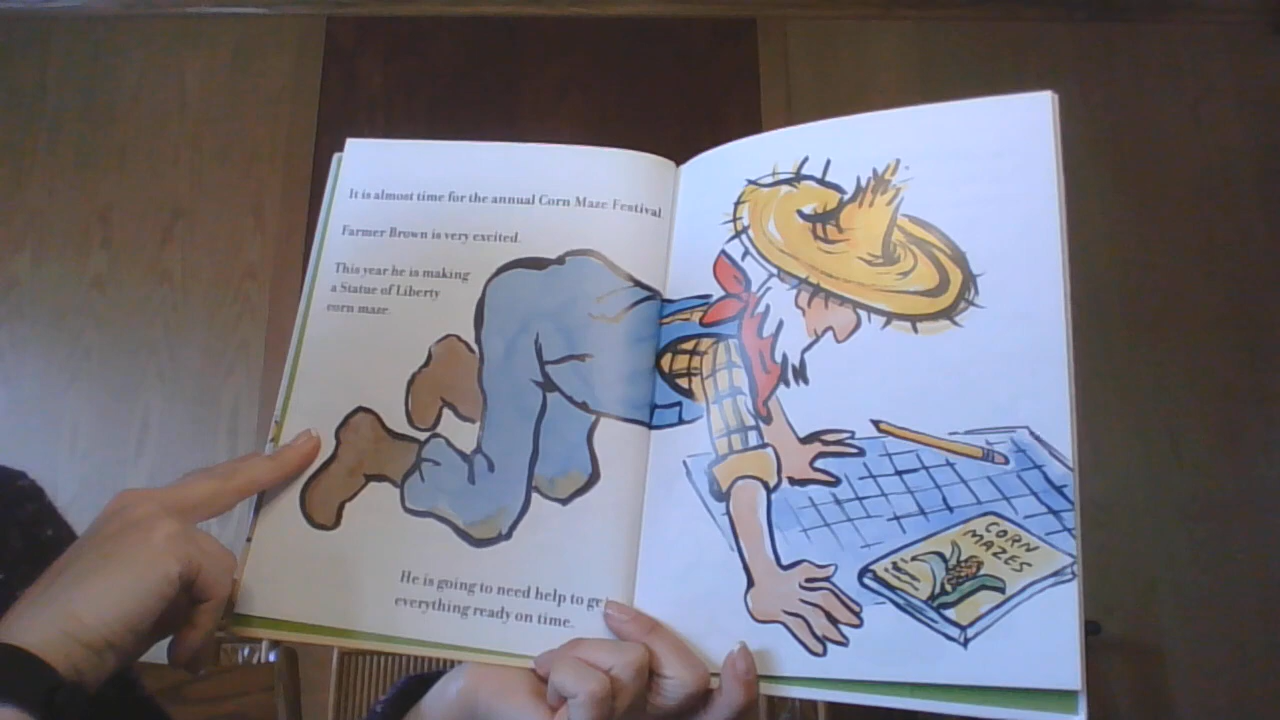 It is almost time for the annual Corn Maze Festival.
Farmer Brown is very excited.
This year he is making
a Statue of Liberty
corn maze.
He is going to need help to get
everything ready on time.
CORN
MAZES